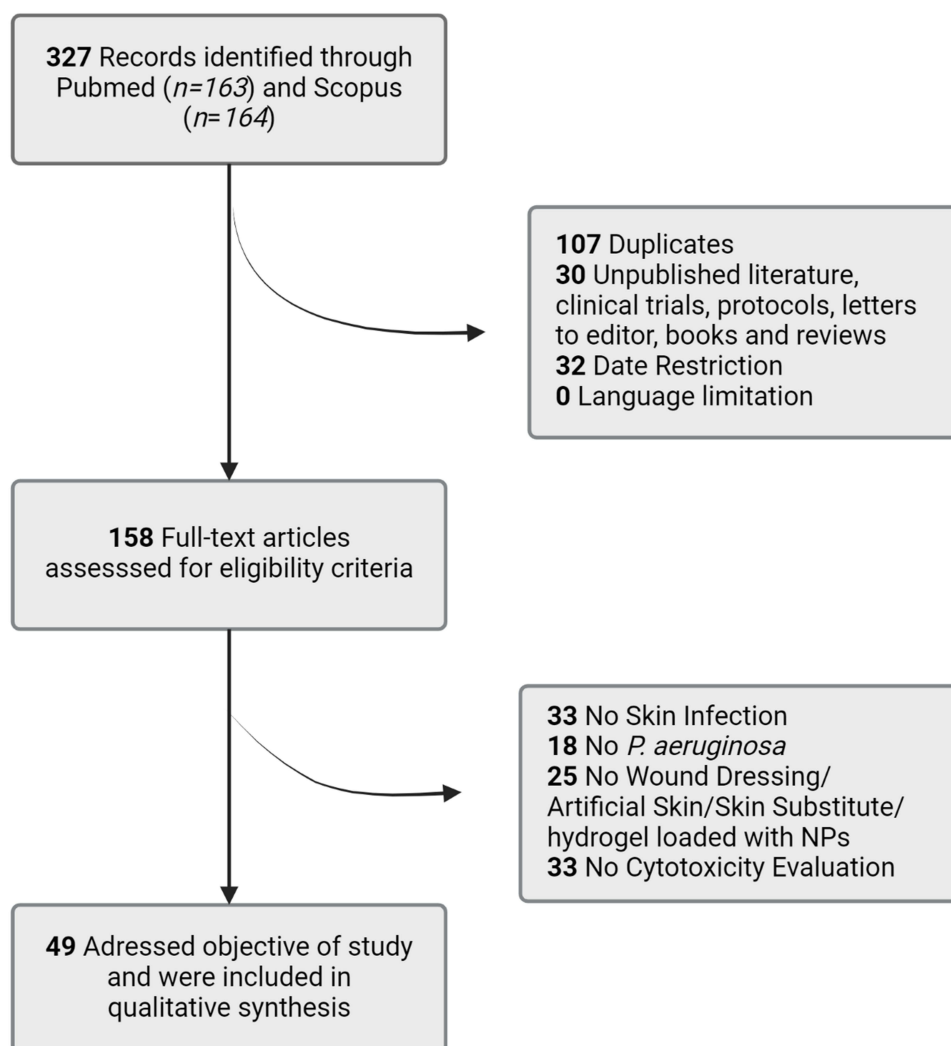 327 Records identified through
Pubmed (n=163) and Scopus
(n=164)
107 Duplicates
30 Unpublished literature,
clinical trials, protocols, letters
to editor, books and reviews
32 Date Restriction
0 Language limitation
158 Full-text articles
assesssed for eligibility criteria
33 No Skin Infection
18 No P. aeruginosa
25 No Wound Dressing/
Artificial Skin/Skin Substitute/
hydrogel loaded with NPs
33 No Cytotoxicity Evaluation
49 Adressed objective of study
and were included in
qualitative synthesis